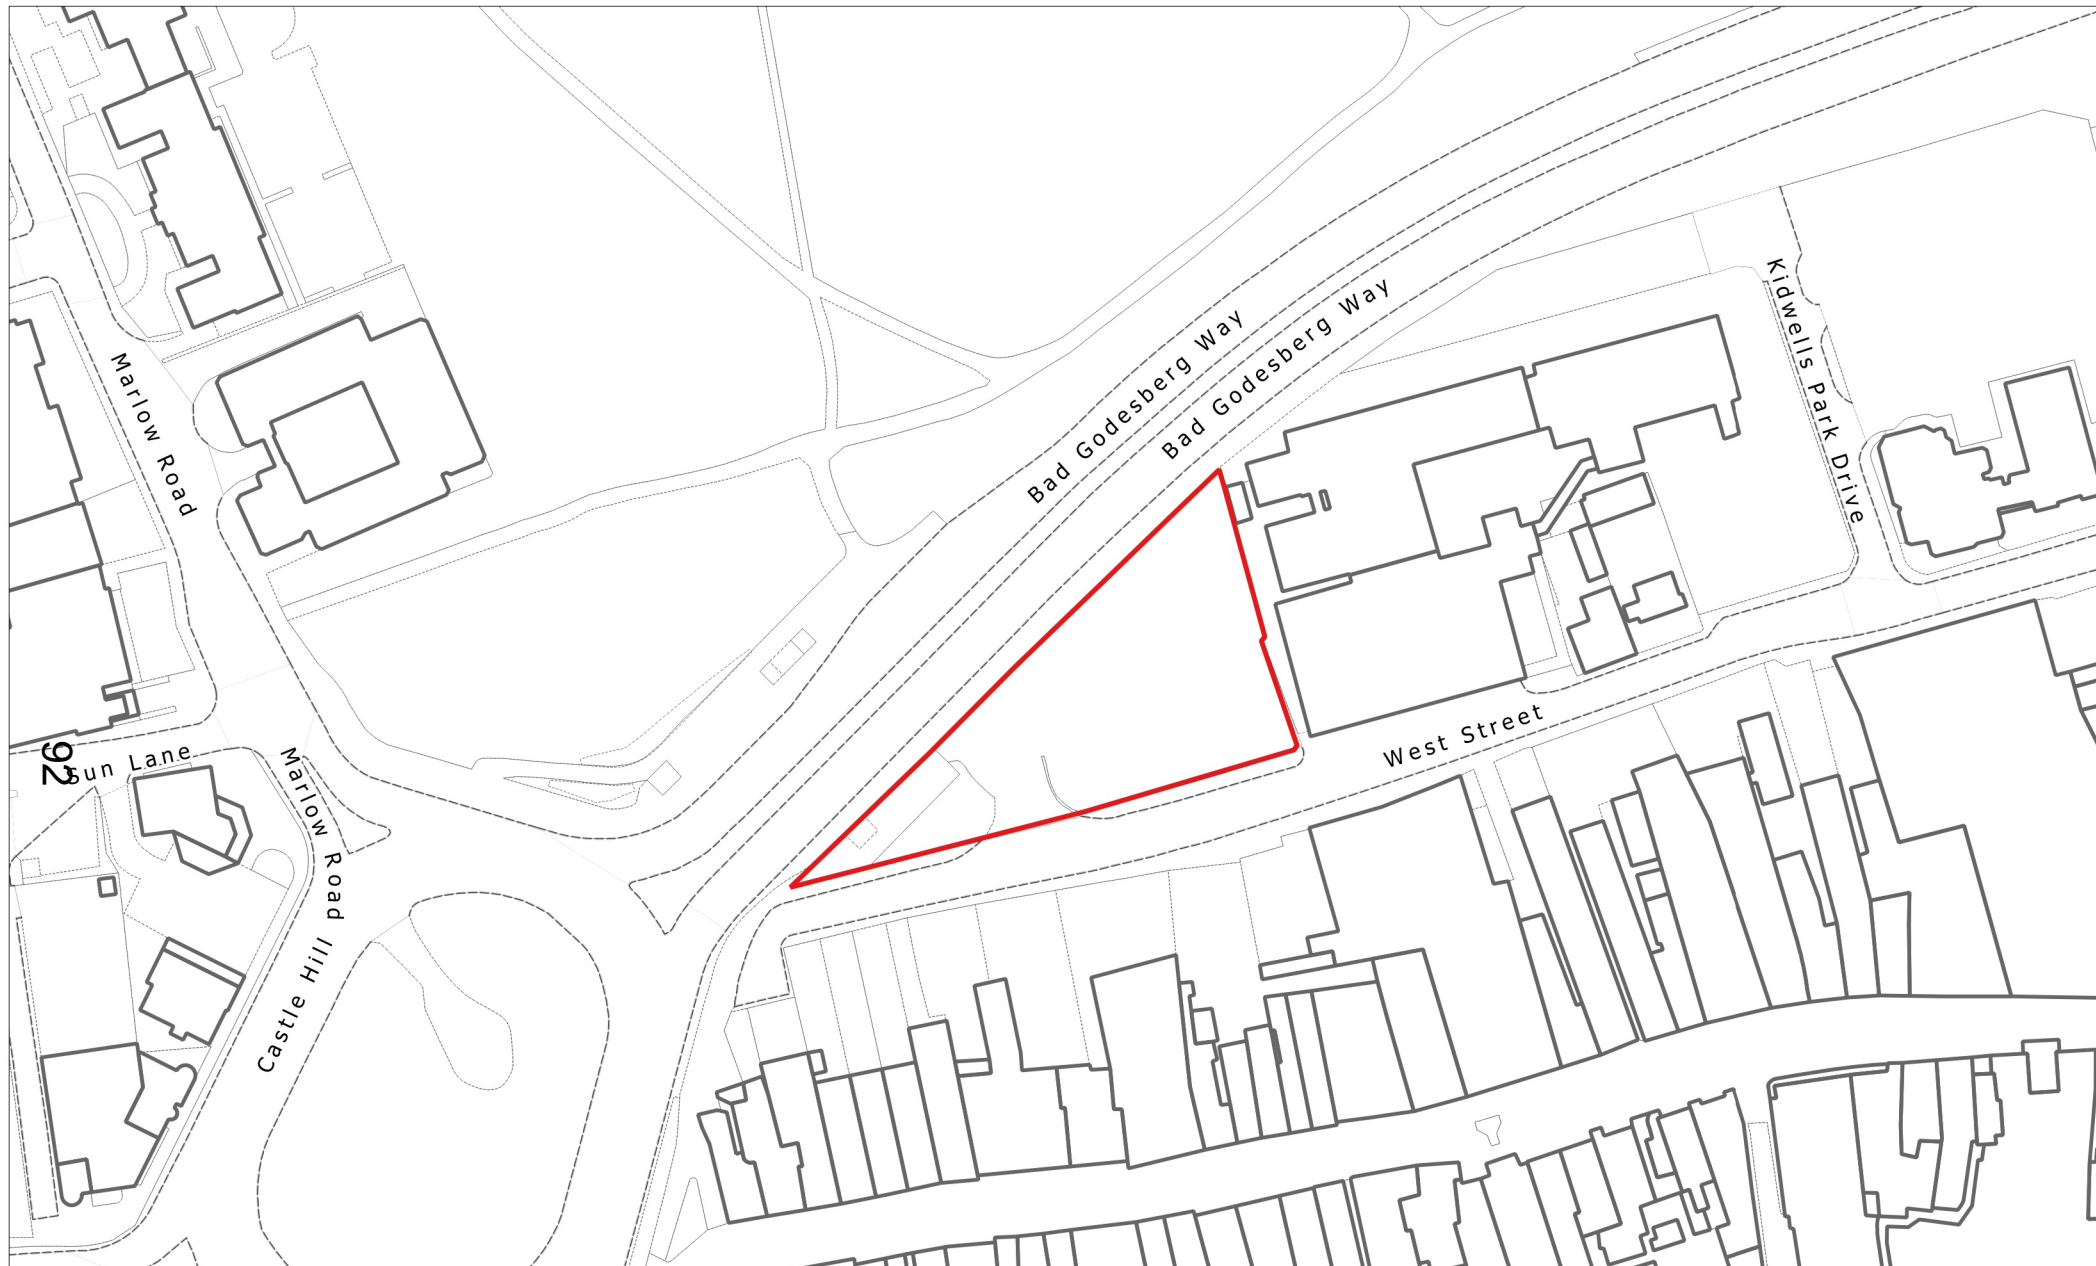 Bad Godesberg Way
Bad Godesberg Way
Kidwells Park Drive
Marlow Road
West Street
Sun Lane
92
Marlow Road
Castle Hill